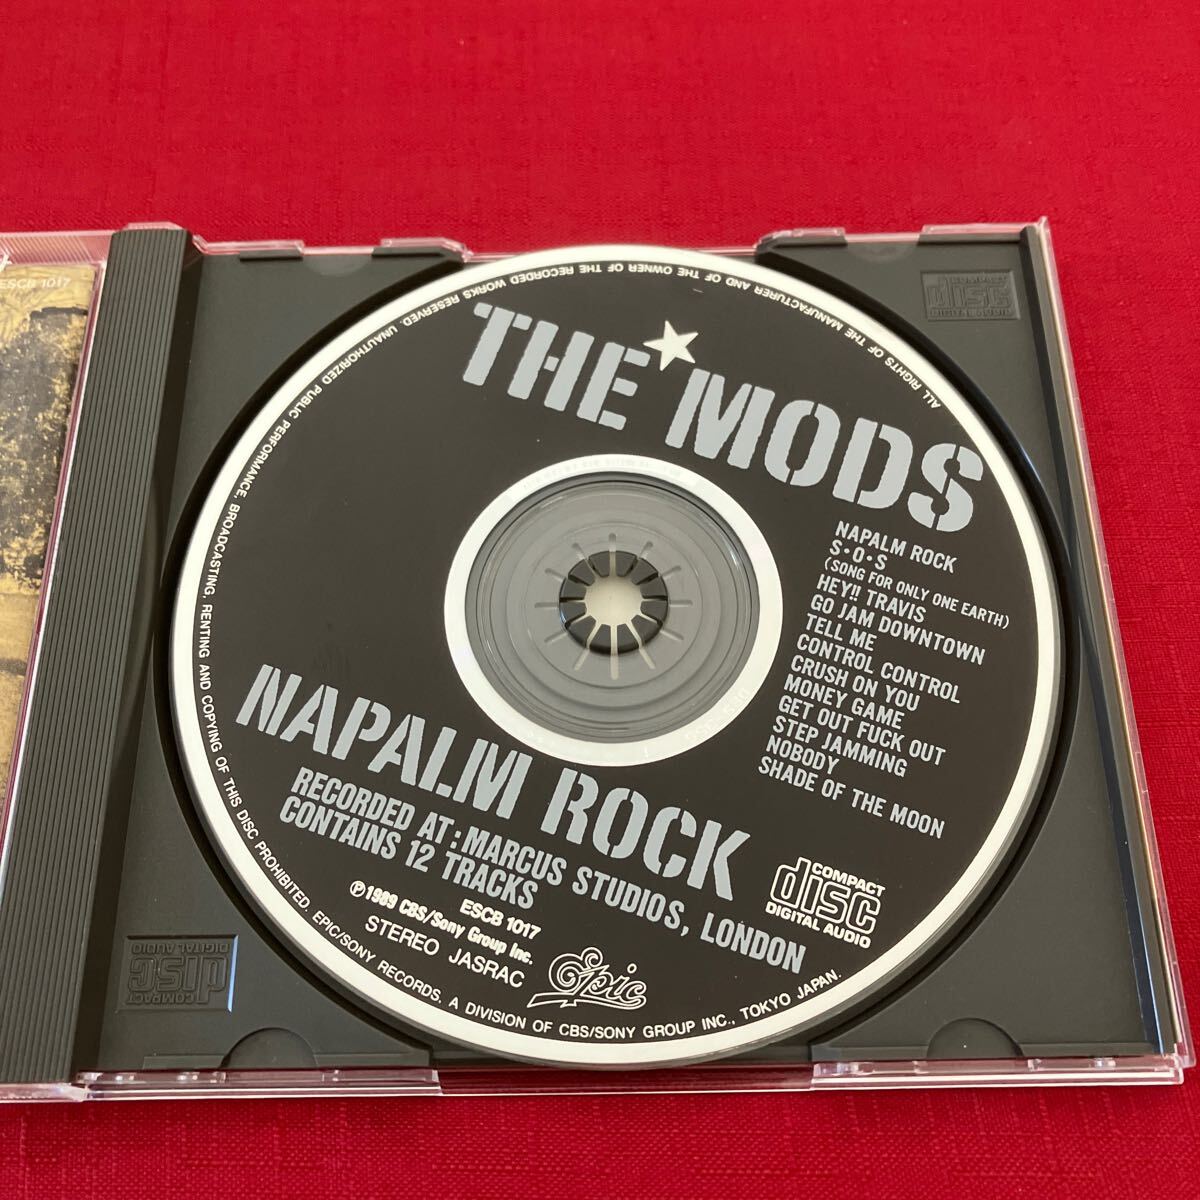 ESCB 1017
THE★MODS
NAPALM ROCK
S・O・S
(SONG FOR ONLY ONE EARTH)
HEY!! TRAVIS
GO JAM DOWNTOWN
TELL ME
CONTROL CONTROL
CRUSH ON YOU
MONEY GAME
GET OUT FUCK OUT
STEP JAMMING
NOBODY
SHADE OF THE MOON
NAPALM ROCK
RECORDED AT: MARCUS STUDIOS, LONDON
CONTAINS 12 TRACKS
ESCB 1017
Ⓟ1989 CBS/Sony Group Inc.
STEREO JASRAC
Epic
COMPACT
disc
DIGITAL AUDIO
ALL RIGHTS OF THE MANUFACTURER AND OF THE OWNER OF THE RECORDED WORKS RESERVED. UNAUTHORIZED PUBLIC PERFORMANCE, BROADCASTING, RENTING AND COPYING OF THIS DISC PROHIBITED. EPIC/SONY RECORDS. A DIVISION OF CBS/SONY GROUP INC., TOKYO JAPAN.
COMPACT
disc
DIGITAL AUDIO
COMPACT
disc
DIGITAL AUDIO